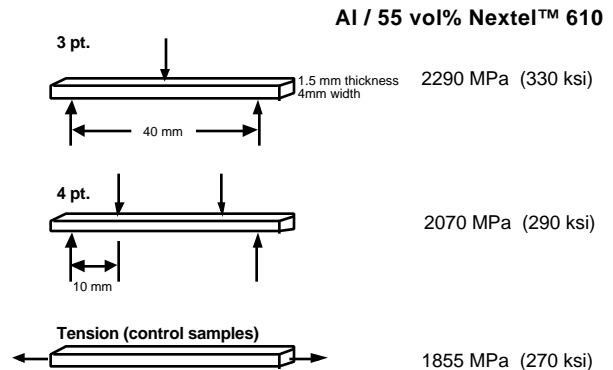 Al / 55 vol% Nextel™ 610
3 pt.
1.5 mm thickness
4mm width
2290 MPa (330 ksi)
40 mm
4 pt.
2070 MPa (290 ksi)
10 mm
Tension (control samples)
1855 MPa (270 ksi)